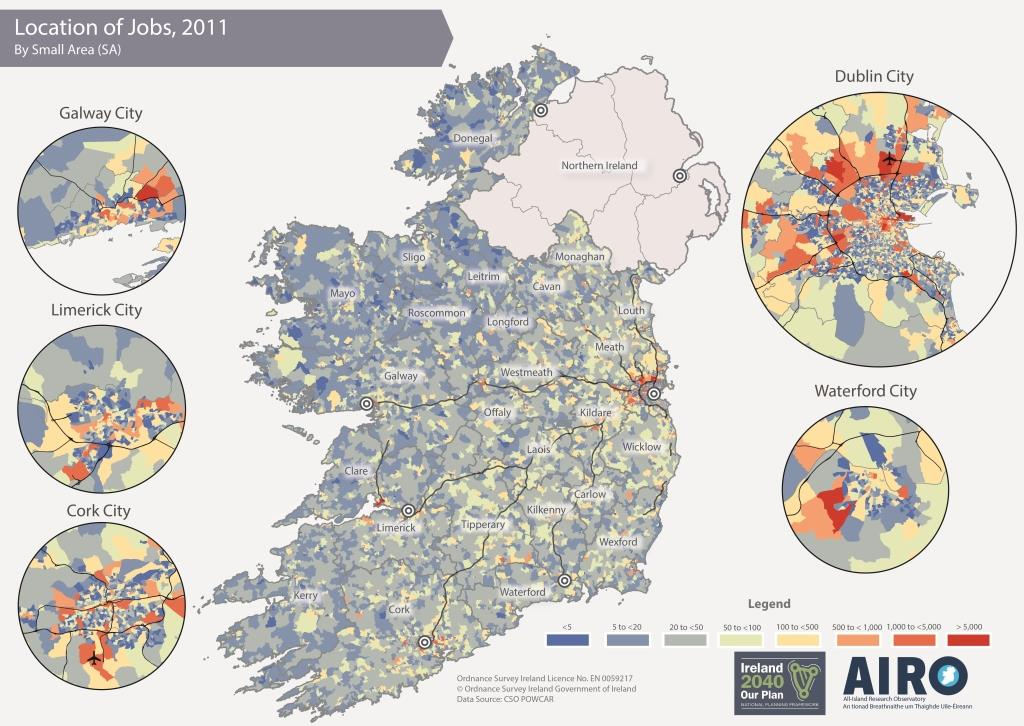 Location of Jobs, 2011
By Small Area (SA)
Galway City
Limerick City
Cork City
Dublin City
Waterford City
Donegal
Northern Ireland
Sligo
Monaghan
Leitrim
Cavan
Mayo
Roscommon
Longford
Louth
Meath
Galway
Westmeath
Offaly
Kildare
Laois
Wicklow
Clare
Carlow
Limerick
Tipperary
Kilkenny
Wexford
Kerry
Cork
Waterford
Legend
<5
5 to <20
20 to <50
50 to <100
100 to <500
500 to < 1,000
1,000 to <5,000
> 5,000
Ordnance Survey Ireland Licence No. EN 0059217
© Ordnance Survey Ireland Government of Ireland
Data Source: CSO POWCAR
Ireland
2040
Our Plan
NATIONAL PLANNING FRAMEWORK
AIRO
All-Island Research Observatory
An tIonad Breathnaithe um Thaighde Uile-Éireann